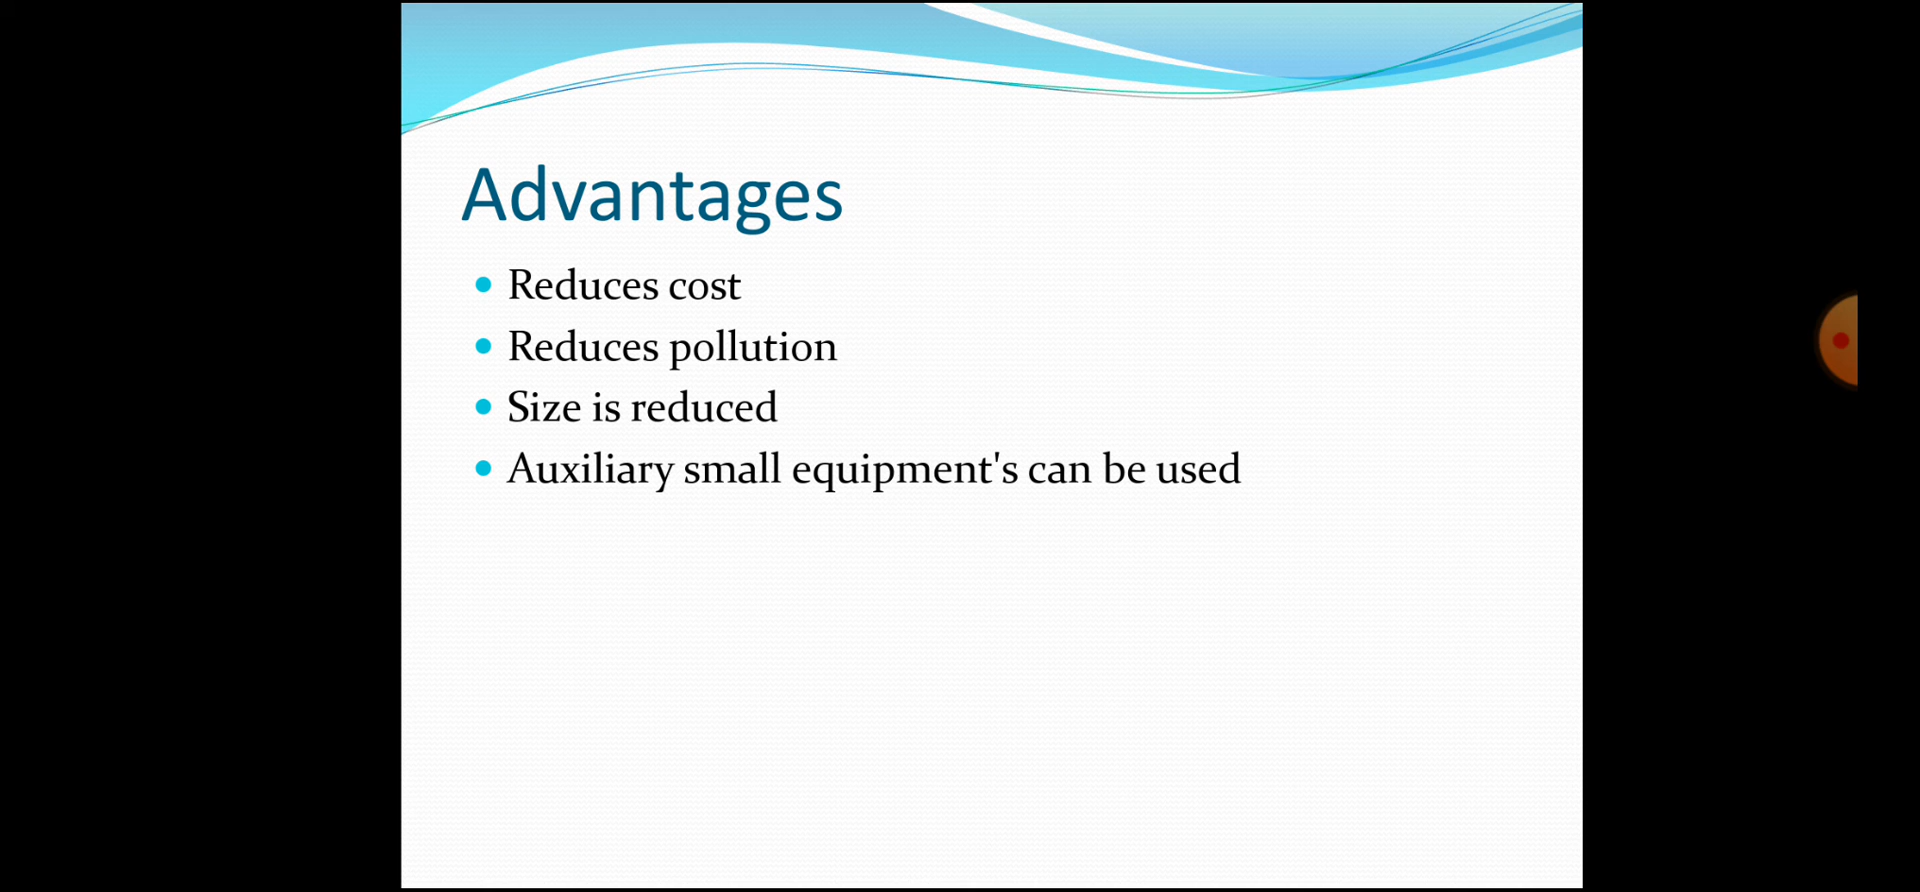 Advantages
Reduces cost
Reduces pollution
Size is reduced
Auxiliary small equipment's can be used